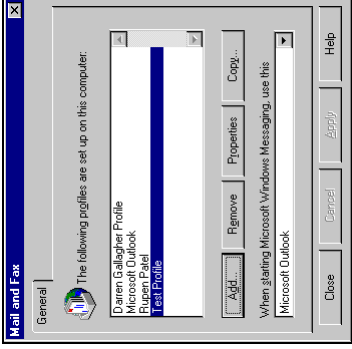 Mail and Fax
General
The following profiles are set up on this computer:
Darren Gallagher Profile
Microsoft Outlook
Rupen Patel
Test Profile
Add... Remove Properties Copy...
When starting Microsoft Windows Messaging, use this
Microsoft Outlook
Close Cancel Apply Help